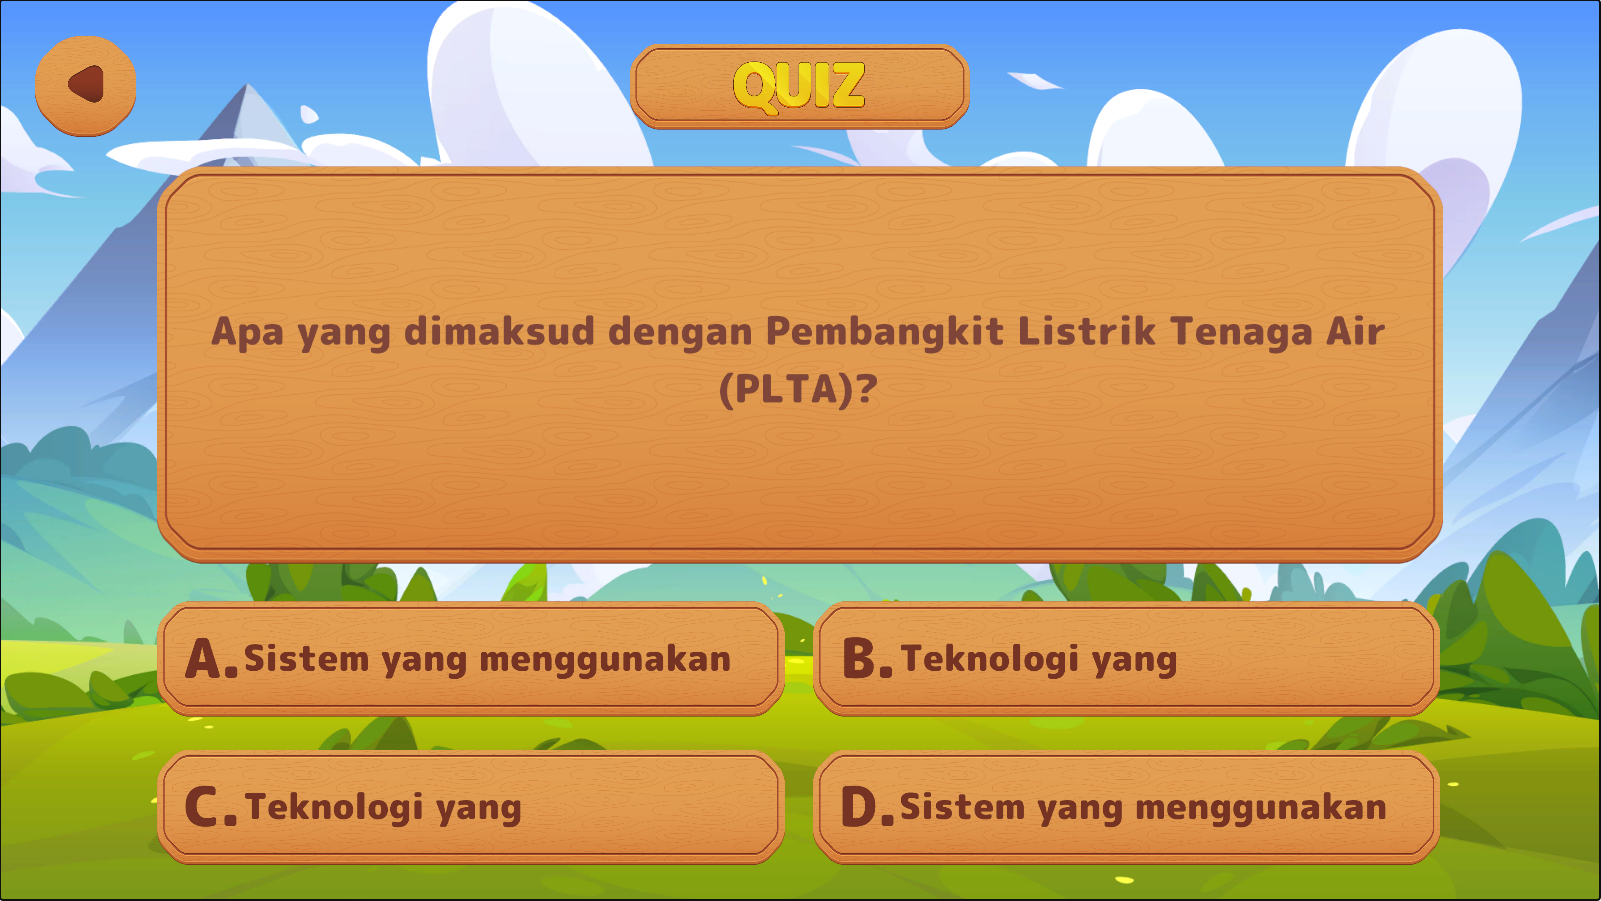 QUIZ
Apa yang dimaksud dengan Pembangkit Listrik Tenaga Air
(PLTA)?
A. Sistem yang menggunakan
B. Teknologi yang
C. Teknologi yang
D. Sistem yang menggunakan